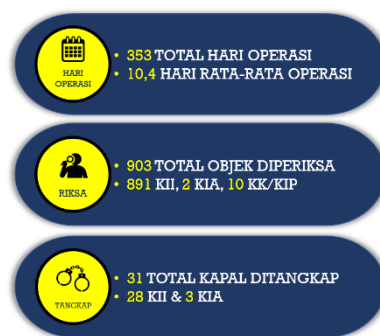 HARI
OPERASI
• 353 TOTAL HARI OPERASI
• 10,4 HARI RATA-RATA OPERASI
RIKSA
• 903 TOTAL OBJEK DIPERIKSA
• 891 KII, 2 KIA, 10 KK/KIP
TANGKAP
• 31 TOTAL KAPAL DITANGKAP
• 28 KII & 3 KIA